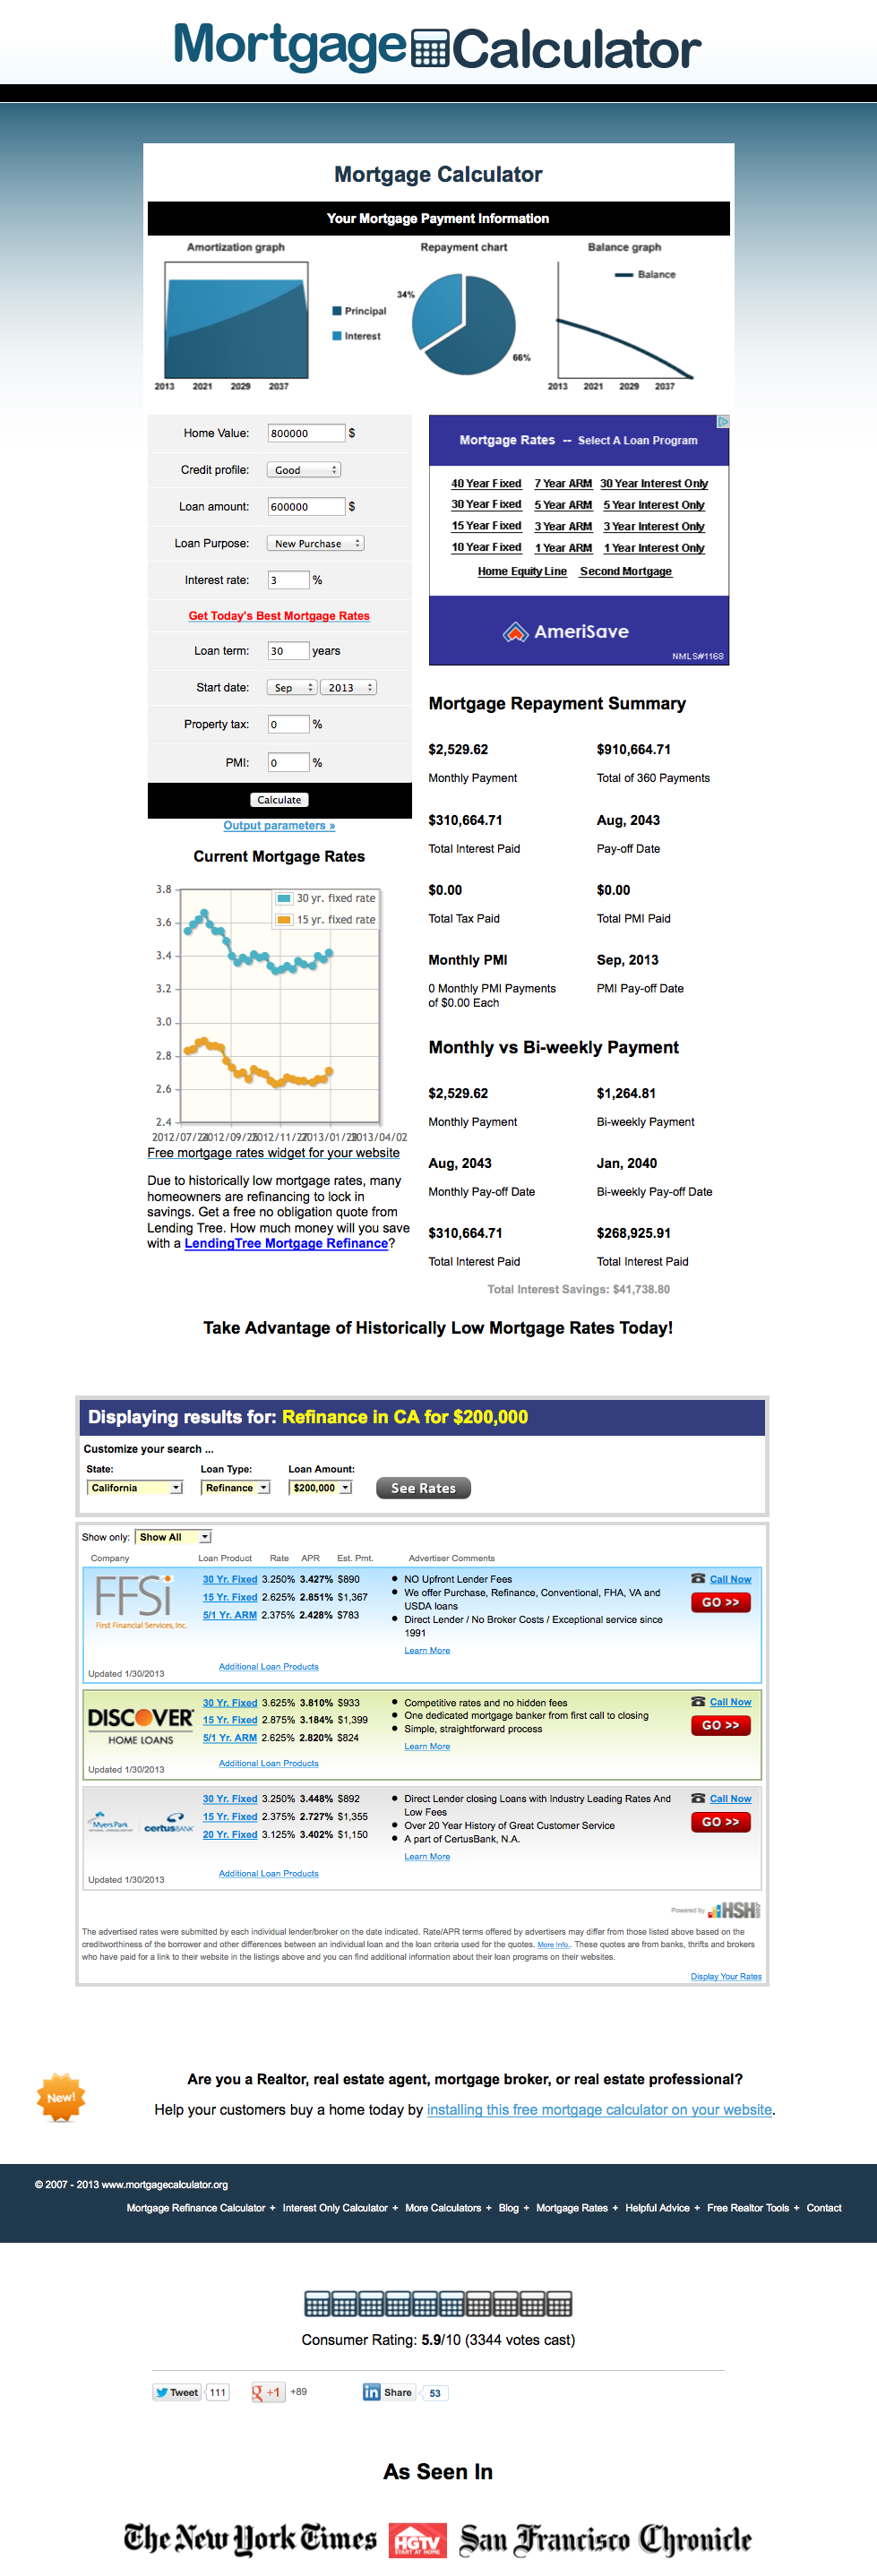 Mortgage Calculator
Mortgage Calculator
Your Mortgage Payment Information
Amortization graph
2013 2021 2029 2037
Repayment chart
Principal
Interest
34%
66%
Balance graph
Balance
2013 2021 2029 2037
Home Value: 800000 $
Credit profile: Good
Loan amount: 600000 $
Loan Purpose: New Purchase
Interest rate: 3 %
Get Today's Best Mortgage Rates
Loan term: 30 years
Start date: Sep 2013
Property tax: 0 %
PMI: 0 %
Calculate
Output parameters »
Current Mortgage Rates
30 yr. fixed rate
15 yr. fixed rate
3.8
3.6
3.4
3.2
3.0
2.8
2.6
2.4
2013/04/02
Free mortgage rates widget for your website
Due to historically low mortgage rates, many
homeowners are refinancing to lock in
savings. Get a free no obligation quote from
Lending Tree. How much money will you save
with a LendingTree Mortgage Refinance?
Mortgage Rates -- Select A Loan Program
40 Year Fixed 7 Year ARM 30 Year Interest Only
30 Year Fixed 5 Year ARM 5 Year Interest Only
15 Year Fixed 3 Year ARM 3 Year Interest Only
10 Year Fixed 1 Year ARM 1 Year Interest Only
Home Equity Line Second Mortgage
AmeriSave
NMLS#1168
Mortgage Repayment Summary
$2,529.62 $910,664.71
Monthly Payment Total of 360 Payments
$310,664.71 Aug, 2043
Total Interest Paid Pay-off Date
$0.00 $0.00
Total Tax Paid Total PMI Paid
Monthly PMI Sep, 2013
0 Monthly PMI Payments PMI Pay-off Date
of $0.00 Each
Monthly vs Bi-weekly Payment
$2,529.62 $1,264.81
Monthly Payment Bi-weekly Payment
Aug, 2043 Jan, 2040
Monthly Pay-off Date Bi-weekly Pay-off Date
$310,664.71 $268,925.91
Total Interest Paid Total Interest Paid
Total Interest Savings: $41,738.80
Take Advantage of Historically Low Mortgage Rates Today!
Displaying results for: Refinance in CA for $200,000
Customize your search ...
State: Loan Type: Loan Amount:
California Refinance $200,000 See Rates
Show only: Show All
Company Loan Product Rate APR Est. Pmt. Advertiser Comments
FFSi
First Financial Services, Inc.
Updated 1/30/2013
30 Yr. Fixed 3.250% 3.427% $890
15 Yr. Fixed 2.625% 2.851% $1,367
5/1 Yr. ARM 2.375% 2.428% $783
Additional Loan Products
NO Upfront Lender Fees
We offer Purchase, Refinance, Conventional, FHA, VA and
USDA loans
Direct Lender / No Broker Costs / Exceptional service since
1991
Learn More
Call Now
GO >>
DISCOVER
HOME LOANS
Updated 1/30/2013
30 Yr. Fixed 3.625% 3.810% $933
15 Yr. Fixed 2.875% 3.184% $1,399
5/1 Yr. ARM 2.625% 2.820% $824
Additional Loan Products
Competitive rates and no hidden fees
One dedicated mortgage banker from first call to closing
Simple, straightforward process
Learn More
Call Now
GO >>
Myers Park
CERTUSBANK
Updated 1/30/2013
30 Yr. Fixed 3.250% 3.448% $892
15 Yr. Fixed 2.375% 2.727% $1,355
20 Yr. Fixed 3.125% 3.402% $1,150
Additional Loan Products
Direct Lender closing Loans with Industry Leading Rates And
Low Fees
Over 20 Year History of Great Customer Service
A part of CertusBank, N.A.
Learn More
Call Now
GO >>
Powered by HSH
The advertised rates were submitted by each individual lender/broker on the date indicated. Rate/APR terms offered by advertisers may differ from those listed above based on the
creditworthiness of the borrower and other differences between an individual loan and the loan criteria used for the quotes. More Info.. These quotes are from banks, thrifts and brokers
who have paid for a link to their website in the listings above and you can find additional information about their loan programs on their websites.
Display Your Rates
New!
Are you a Realtor, real estate agent, mortgage broker, or real estate professional?
Help your customers buy a home today by installing this free mortgage calculator on your website.
© 2007 - 2013 www.mortgagecalculator.org
Mortgage Refinance Calculator + Interest Only Calculator + More Calculators + Blog + Mortgage Rates + Helpful Advice + Free Realtor Tools + Contact
Consumer Rating: 5.9/10 (3344 votes cast)
Tweet 111 g +1 +89 in Share 53
As Seen In
The New York Times HGTV START AT HOME San Francisco Chronicle